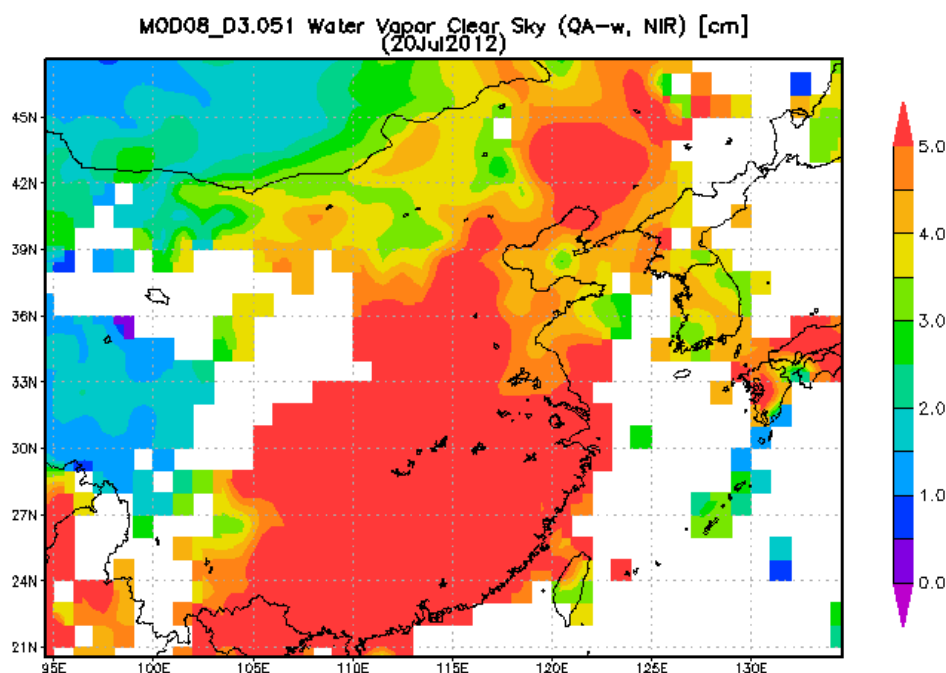 MOD08_D3.051 Water Vapor Clear Sky (QA-w, NIR) [cm]
(20Jul2012)
45N
42N
39N
36N
33N
30N
27N
24N
21N
95E 100E 105E 110E 115E 120E 125E 130E
5.0
4.0
3.0
2.0
1.0
0.0